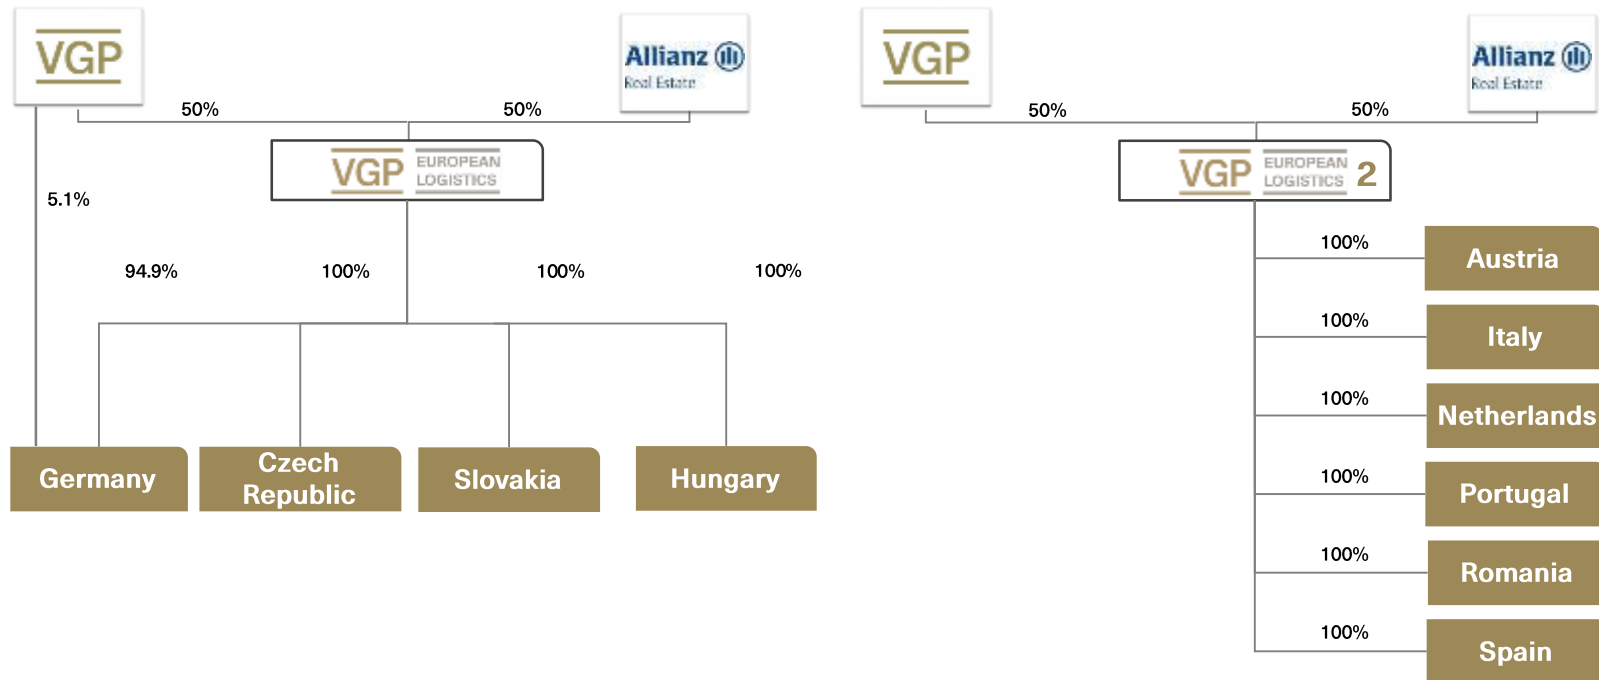 VGP
Allianz
Real Estate
50%
50%
VGP
EUROPEAN
LOGISTICS
5.1%
94.9%
100%
100%
100%
Germany
Czech
Republic
Slovakia
Hungary
VGP
Allianz
Real Estate
50%
50%
VGP
EUROPEAN
LOGISTICS
2
100%
Austria
100%
Italy
100%
Netherlands
100%
Portugal
100%
Romania
100%
Spain